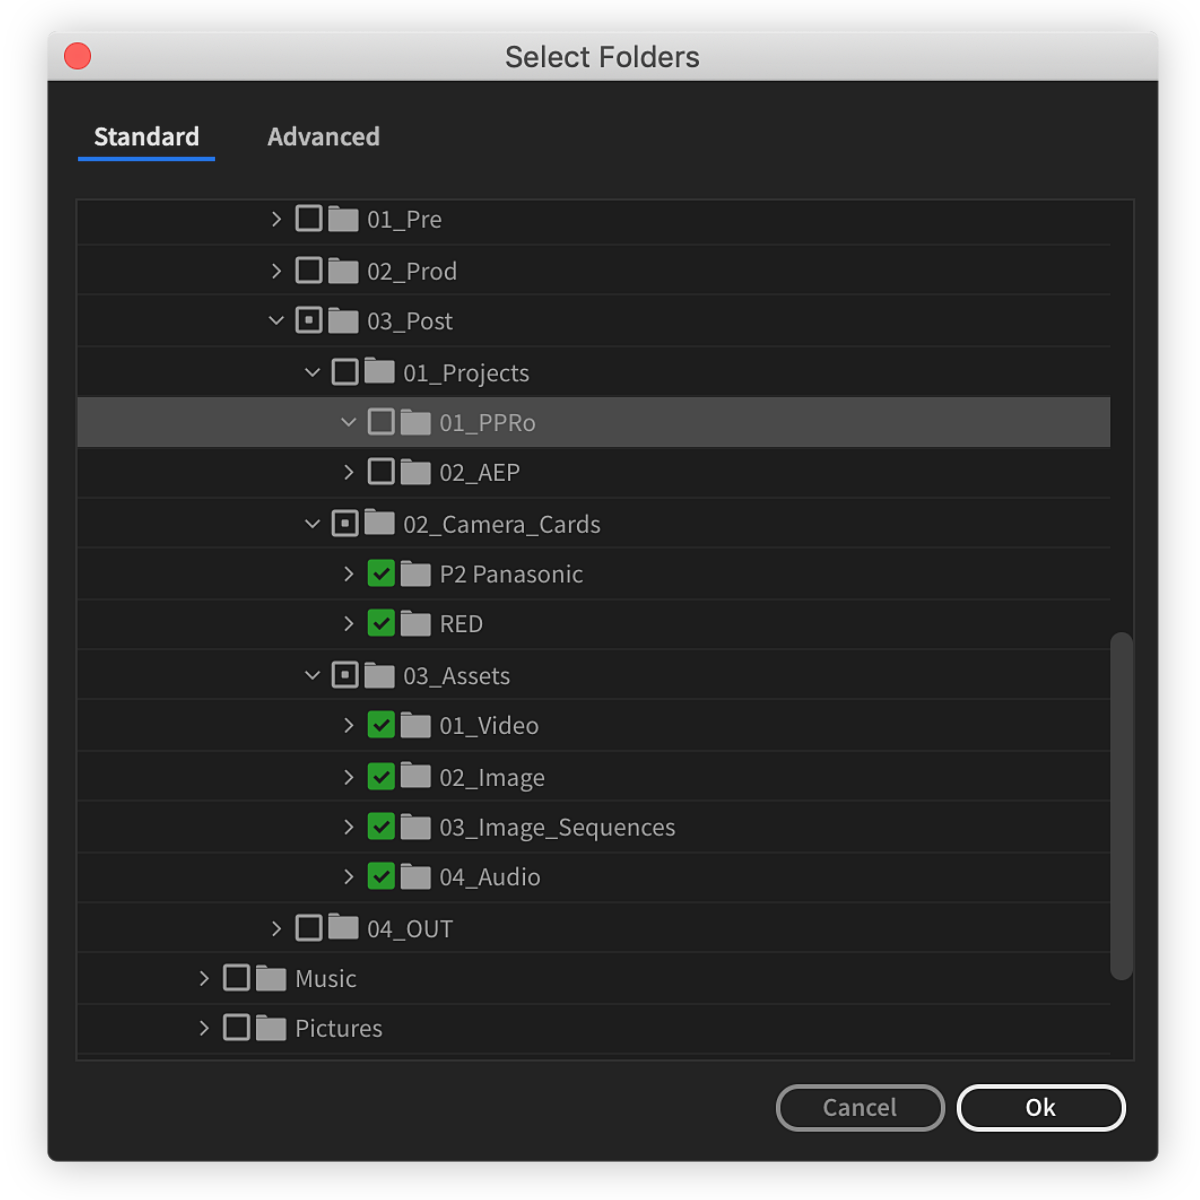 Select Folders
Standard Advanced
01_Pre
02_Prod
03_Post
01_Projects
01_PPRo
02_AEP
02_Camera_Cards
P2 Panasonic
RED
03_Assets
01_Video
02_Image
03_Image_Sequences
04_Audio
04_OUT
Music
Pictures
Cancel Ok